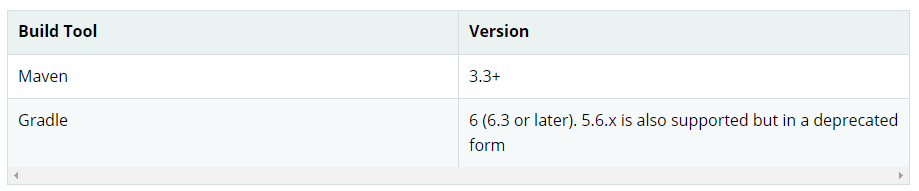 Build Tool Version
Maven 3.3+
Gradle 6 (6.3 or later). 5.6.x is also supported but in a deprecated
form